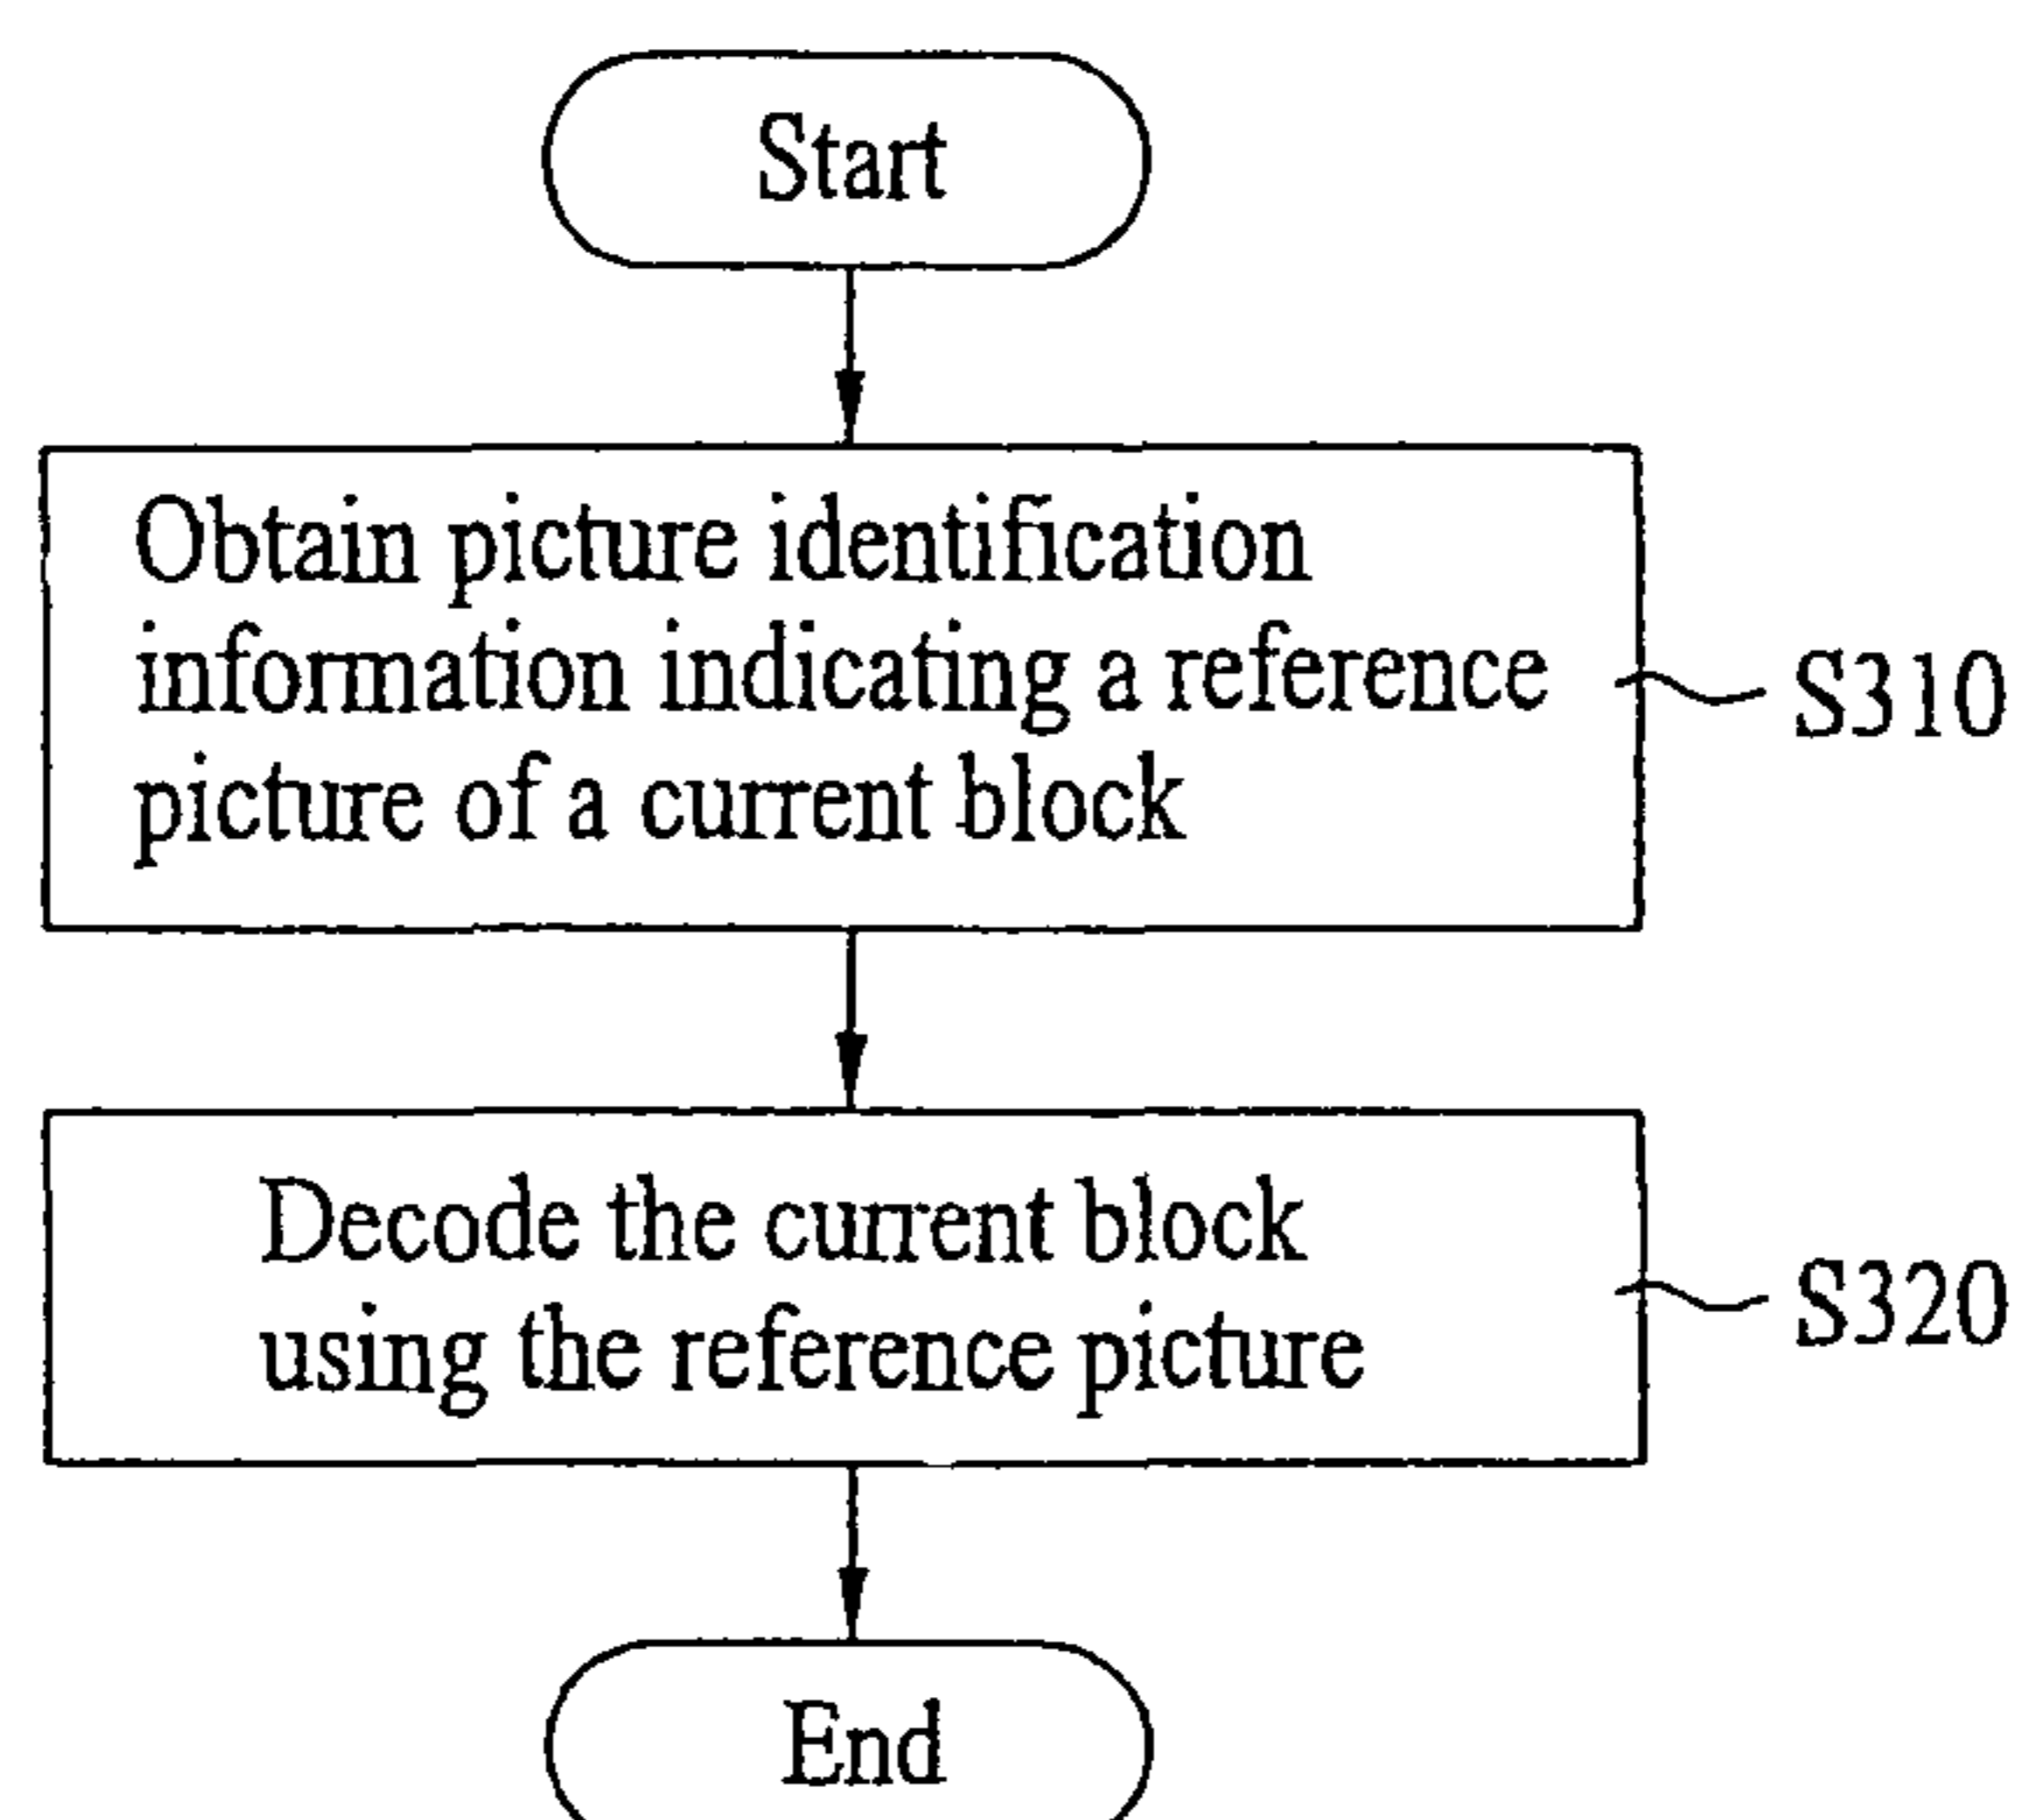 Start
Obtain picture identification
information indicating a reference
picture of a current block
S310
Decode the current block
using the reference picture
S320
End